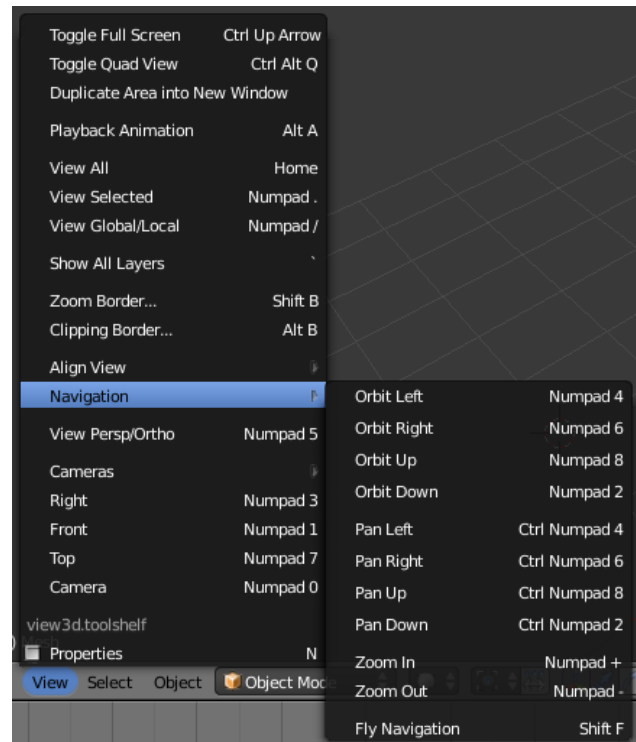 Toggle Full Screen Ctrl Up Arrow
Toggle Quad View Ctrl Alt Q
Duplicate Area into New Window
Playback Animation Alt A
View All Home
View Selected Numpad .
View Global/Local Numpad /
Show All Layers `
Zoom Border... Shift B
Clipping Border... Alt B
Align View
Navigation
View Persp/Ortho Numpad 5
Cameras
Right Numpad 3
Front Numpad 1
Top Numpad 7
Camera Numpad 0
view3d.toolshelf
) Mesh
Properties N
View Select Object Object Mod
Orbit Left Numpad 4
Orbit Right Numpad 6
Orbit Up Numpad 8
Orbit Down Numpad 2
Pan Left Ctrl Numpad 4
Pan Right Ctrl Numpad 6
Pan Up Ctrl Numpad 8
Pan Down Ctrl Numpad 2
Zoom In Numpad +
Zoom Out Numpad -
Fly Navigation Shift F